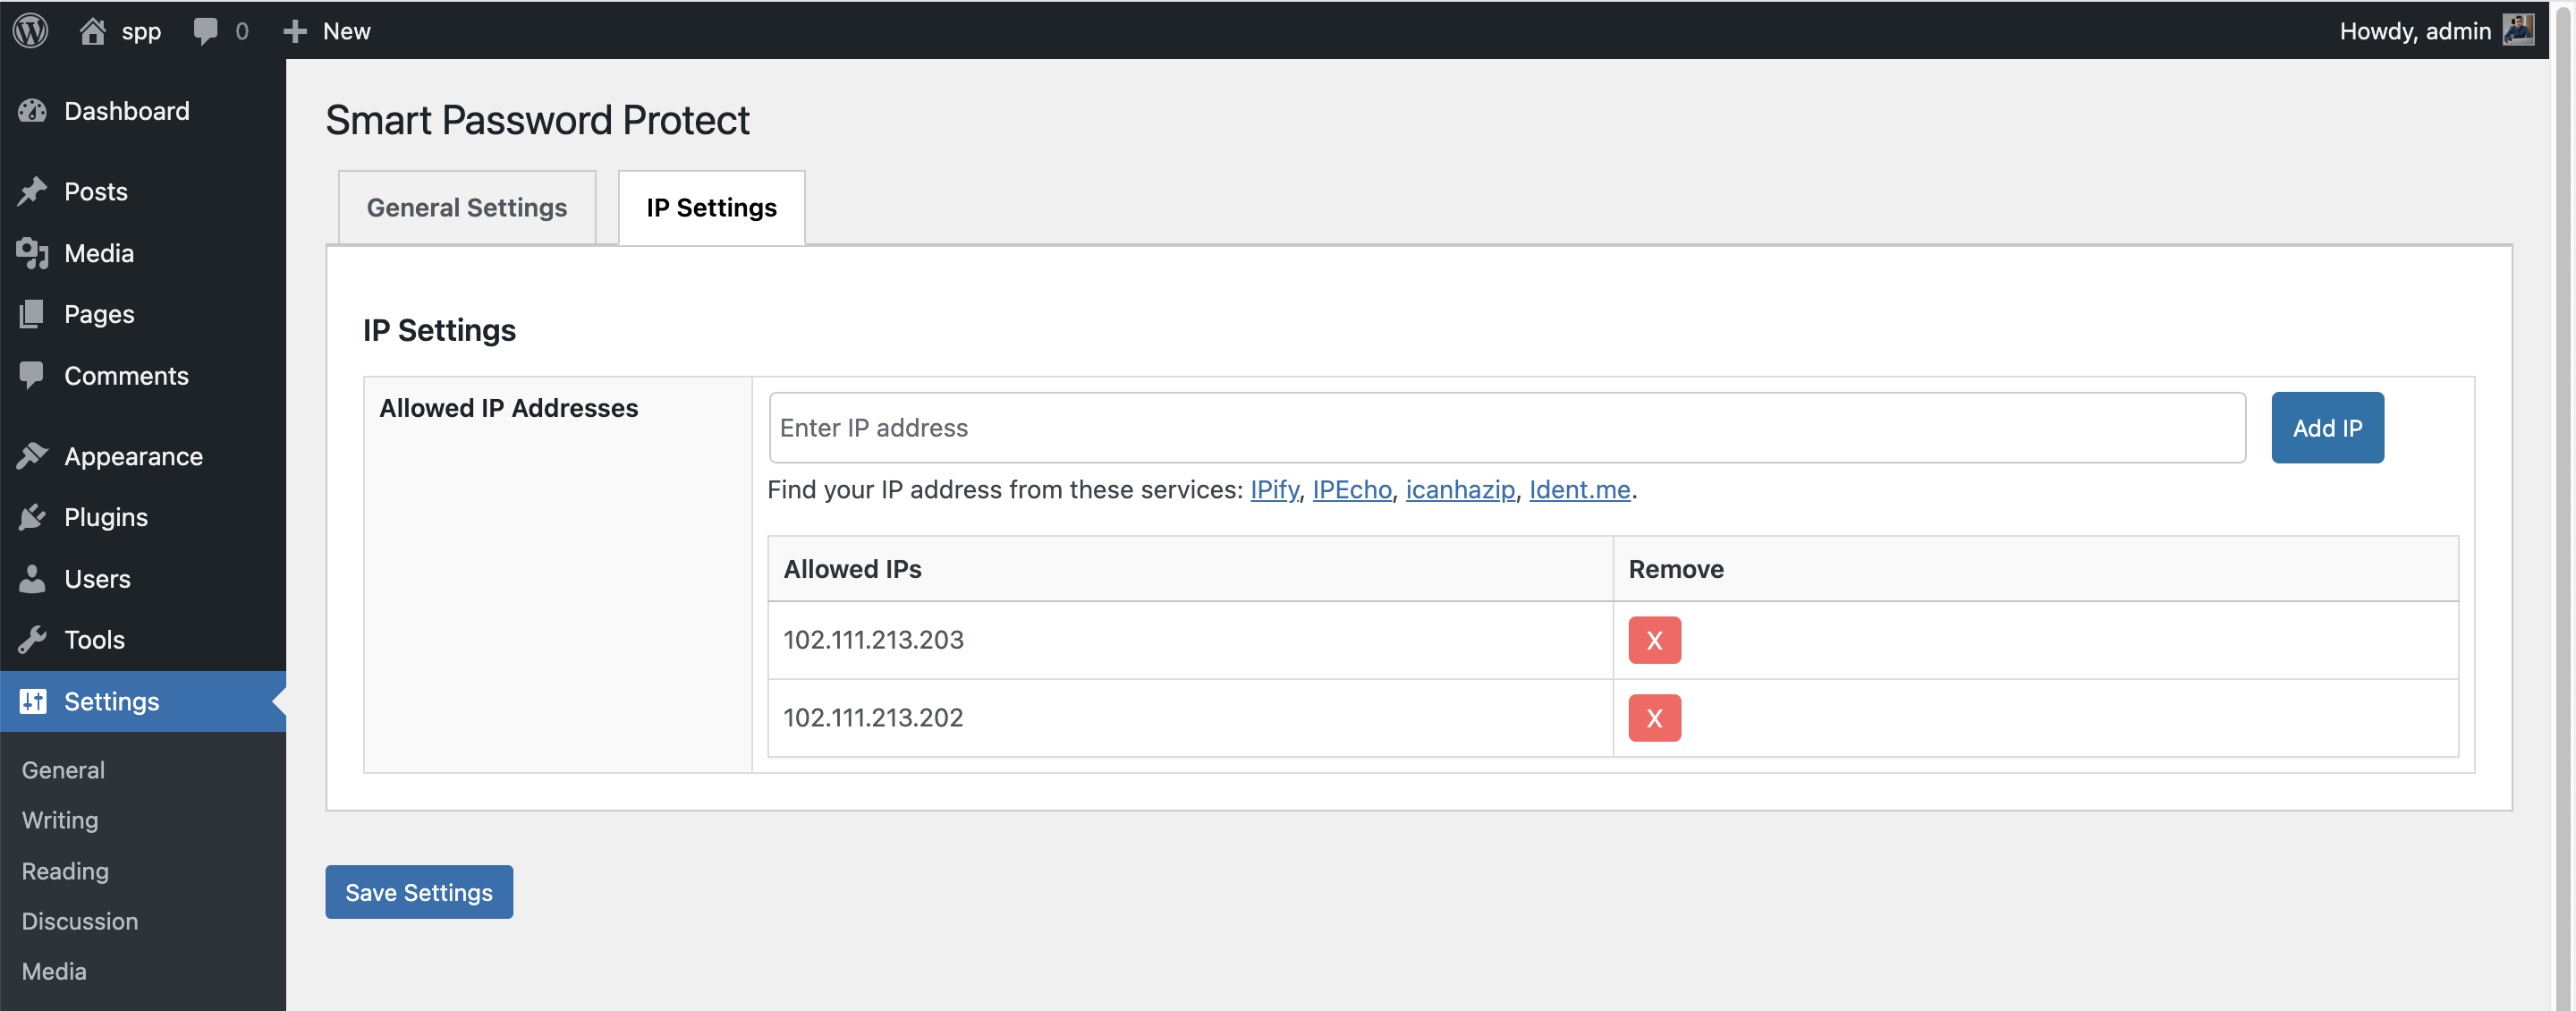 spp 0 New Howdy, admin
Dashboard
Posts
Media
Pages
Comments
Appearance
Plugins
Users
Tools
Settings
General
Writing
Reading
Discussion
Media
Smart Password Protect
General Settings IP Settings
IP Settings
Allowed IP Addresses
Enter IP address Add IP
Find your IP address from these services: IPify, IPEcho, icanhazip, Ident.me.
Allowed IPs Remove
102.111.213.203 X
102.111.213.202 X
Save Settings